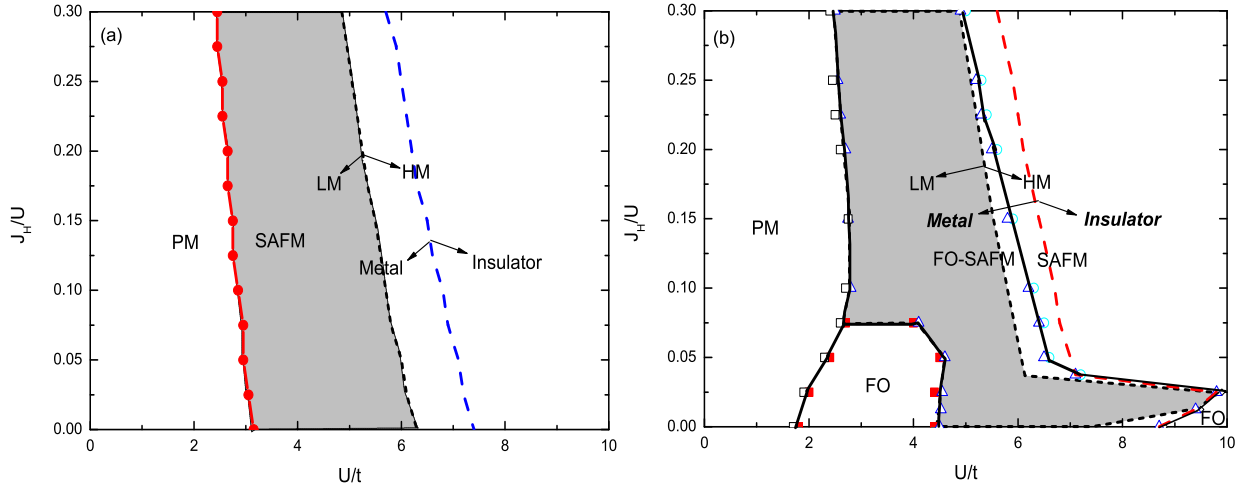 (a)
0.30
0.25
0.20
0.15
0.10
0.05
0.00
J_H/U
PM
SAFM
LM
HM
Metal
Insulator
0 2 4 6 8 10
U/t
(b)
0.30
0.25
0.20
0.15
0.10
0.05
0.00
J_H/U
PM
LM
HM
Metal
Insulator
FO-SAFM
SAFM
FO
FO
0 2 4 6 8 10
U/t